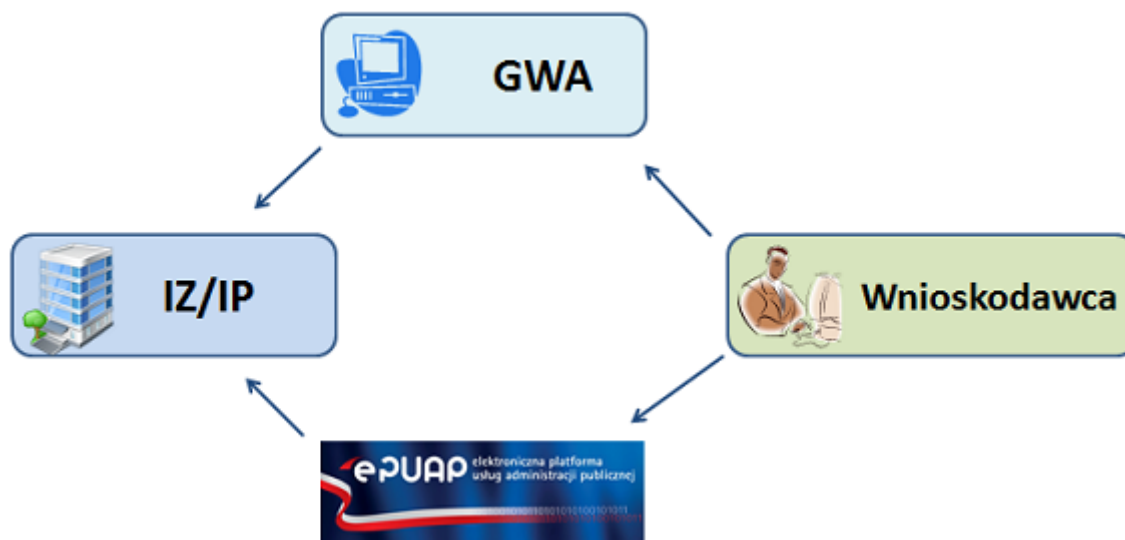 GWA
IZ/IP
Wnioskodawca
ePUAP elektroniczna platforma
usług administracji publicznej